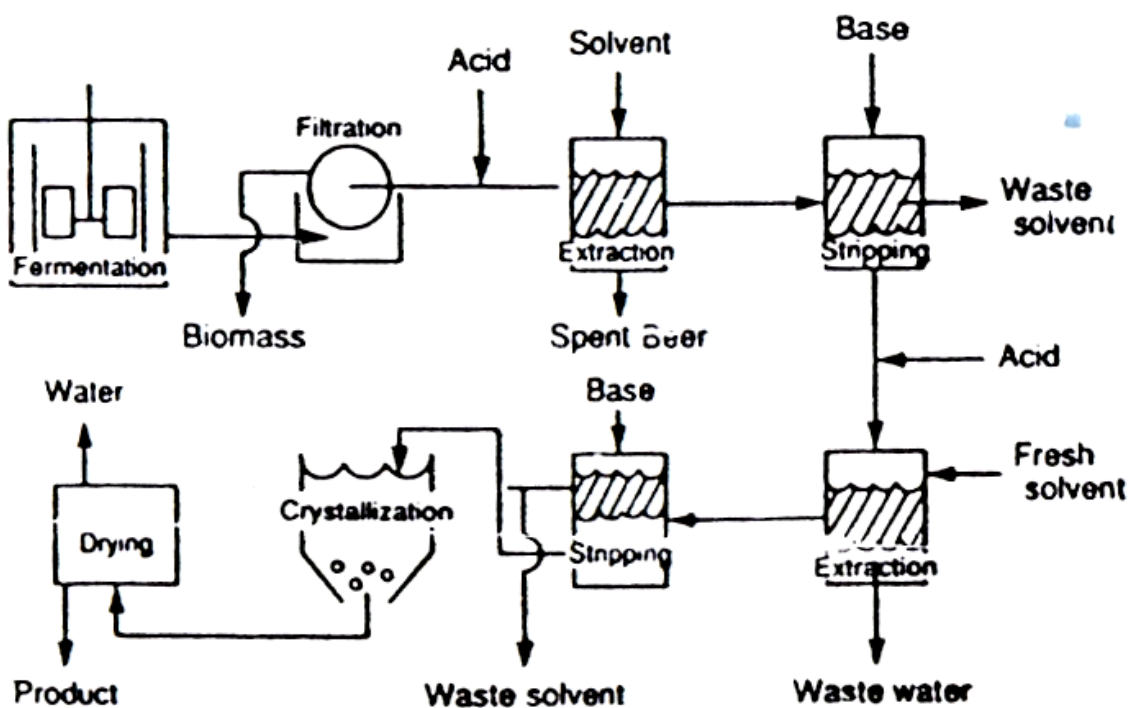 Solvent
Base
Acid
Filtration
Waste
solvent
Fermentation
Extraction
Stripping
Biomass
Spent Beer
Acid
Water
Base
Fresh
solvent
Crystallization
Drying
Stripping
Extraction
Product
Waste solvent
Waste water